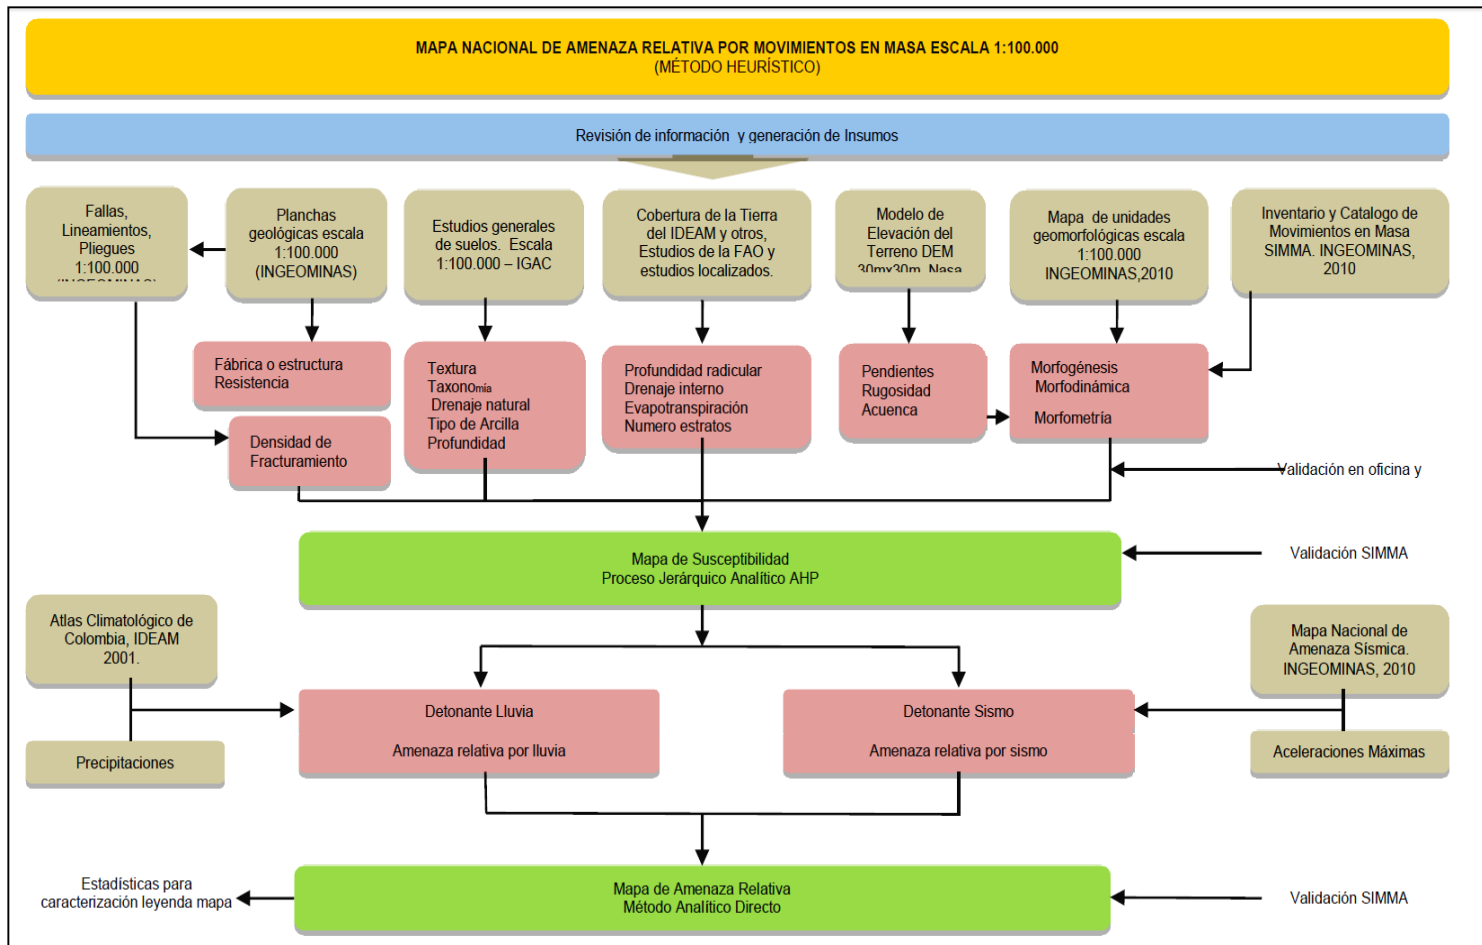 MAPA NACIONAL DE AMENAZA RELATIVA POR MOVIMIENTOS EN MASA ESCALA 1:100.000
(MÉTODO HEURÍSTICO)
Revisión de información y generación de Insumos
Fallas,
Lineamientos,
Pliegues
1:100.000
(INGEOMINAS)
Planchas
geológicas escala
1:100.000
(INGEOMINAS)
Estudios generales
de suelos. Escala
1:100.000 – IGAC
Cobertura de la Tierra
del IDEAM y otros,
Estudios de la FAO y
estudios localizados.
Modelo de
Elevación del
Terreno DEM
30mx30m. Nasa
Mapa de unidades
geomorfológicas escala
1:100.000
INGEOMINAS,2010
Inventario y Catalogo de
Movimientos en Masa
SIMMA. INGEOMINAS,
2010
Fábrica o estructura
Resistencia
Densidad de
Fracturamiento
Textura
Taxonomía
Drenaje natural
Tipo de Arcilla
Profundidad
Profundidad radicular
Drenaje interno
Evapotranspiración
Numero estratos
Pendientes
Rugosidad
Acuenca
Morfogénesis
Morfodinámica
Morfometría
Validación en oficina y
Mapa de Susceptibilidad
Proceso Jerárquico Analítico AHP
Validación SIMMA
Atlas Climatológico de
Colombia, IDEAM
2001.
Mapa Nacional de
Amenaza Sísmica.
INGEOMINAS, 2010
Detonante Lluvia
Amenaza relativa por lluvia
Detonante Sismo
Amenaza relativa por sismo
Precipitaciones
Aceleraciones Máximas
Estadísticas para
caracterización leyenda mapa
Mapa de Amenaza Relativa
Método Analítico Directo
Validación SIMMA